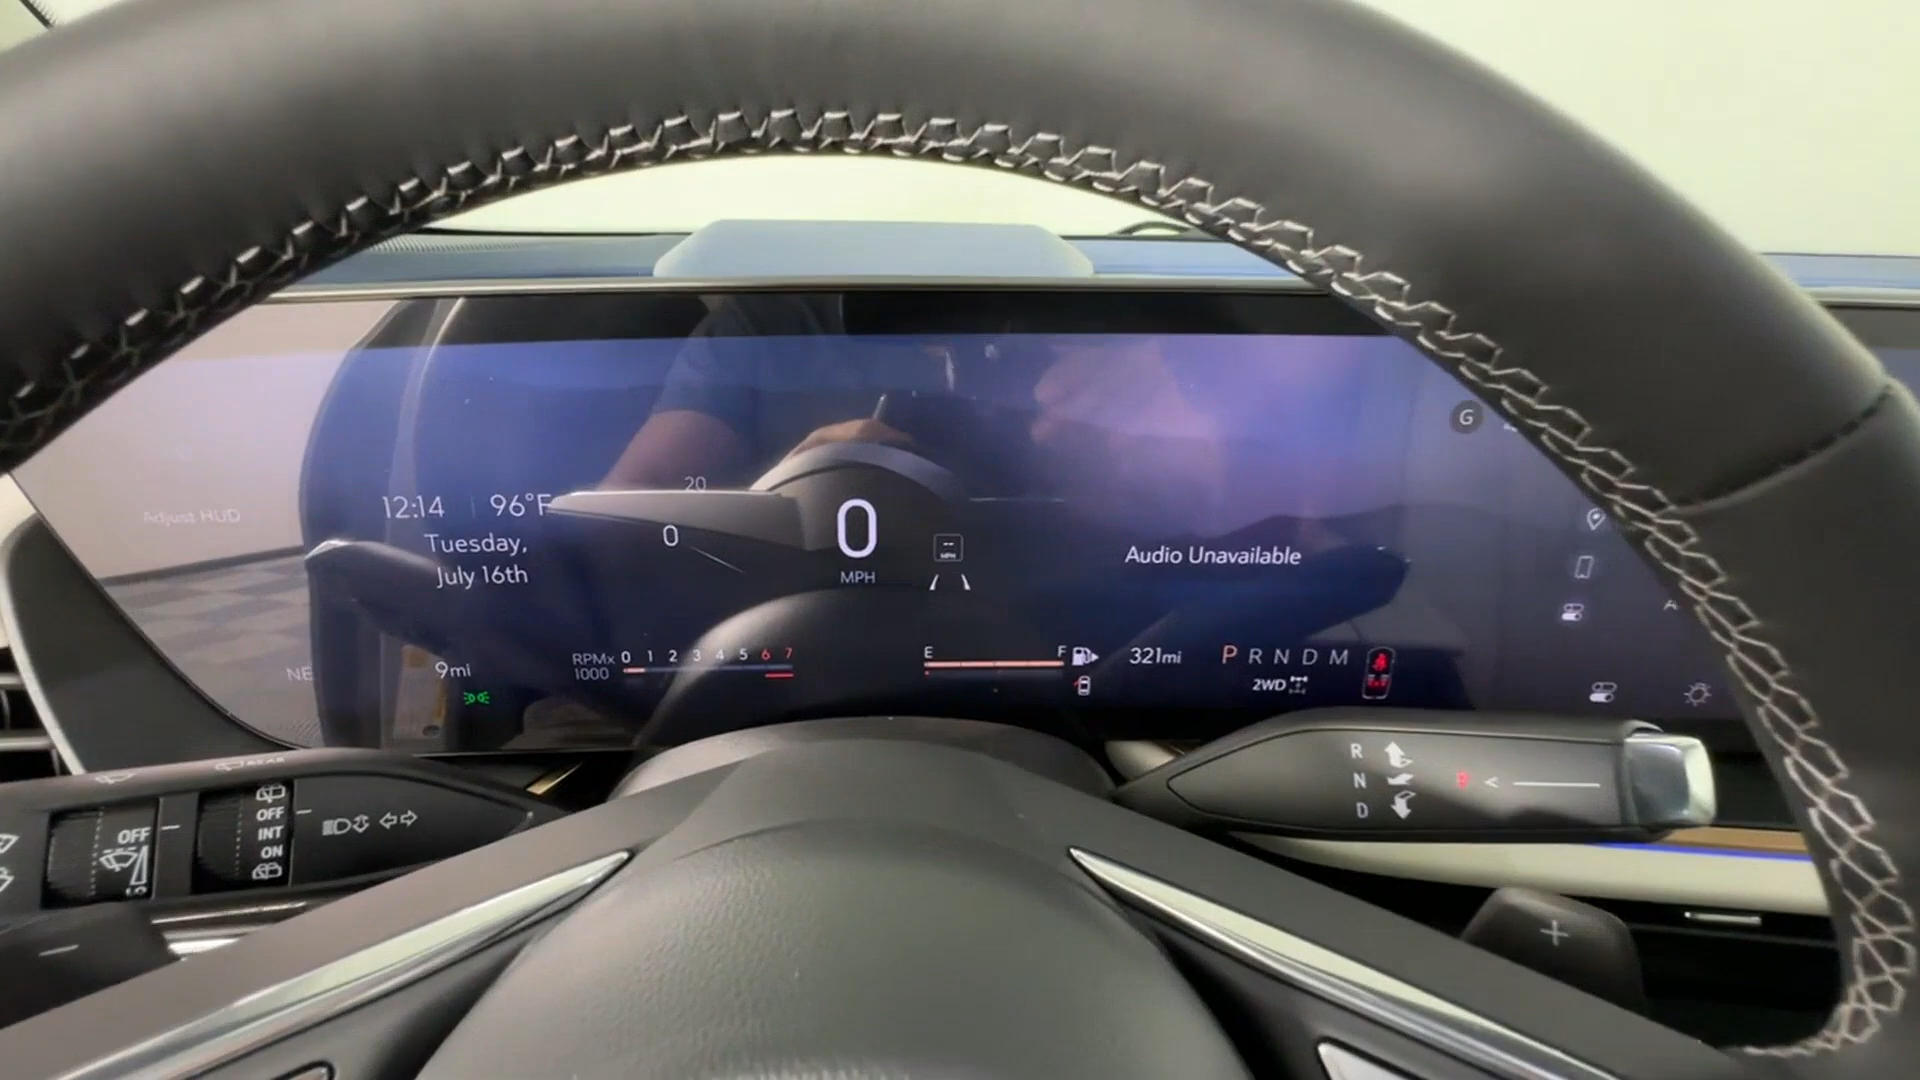 G
20
12:14 96°F
Adjust HUD
0
0
--
MPH
Tuesday,
Audio Unavailable
July 16th
MPH
E F
RPMx 0 1 2 3 4 5 6 7
1000
9mi
321mi
P R N D M
2WD
OFF
OFF
INT
ON
R
N
D
P <
+